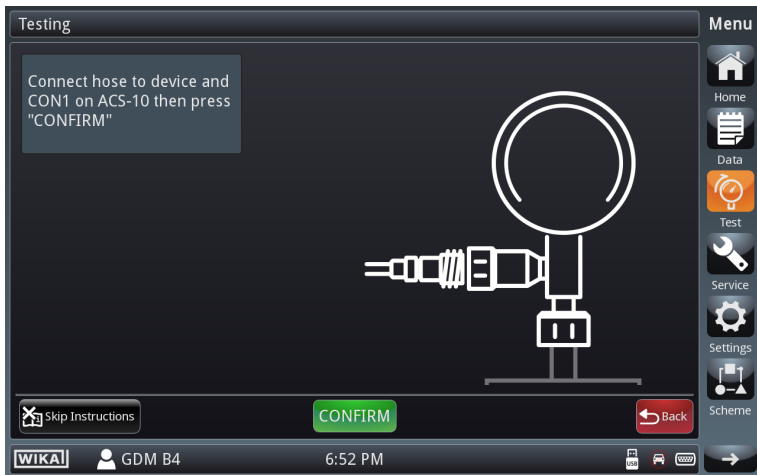 Testing
Menu
Connect hose to device and
CON1 on ACS-10 then press
"CONFIRM"
Home
Data
Test
Service
Settings
Scheme
Skip Instructions
CONFIRM
Back
WIKAI
GDM B4
6:52 PM
USB